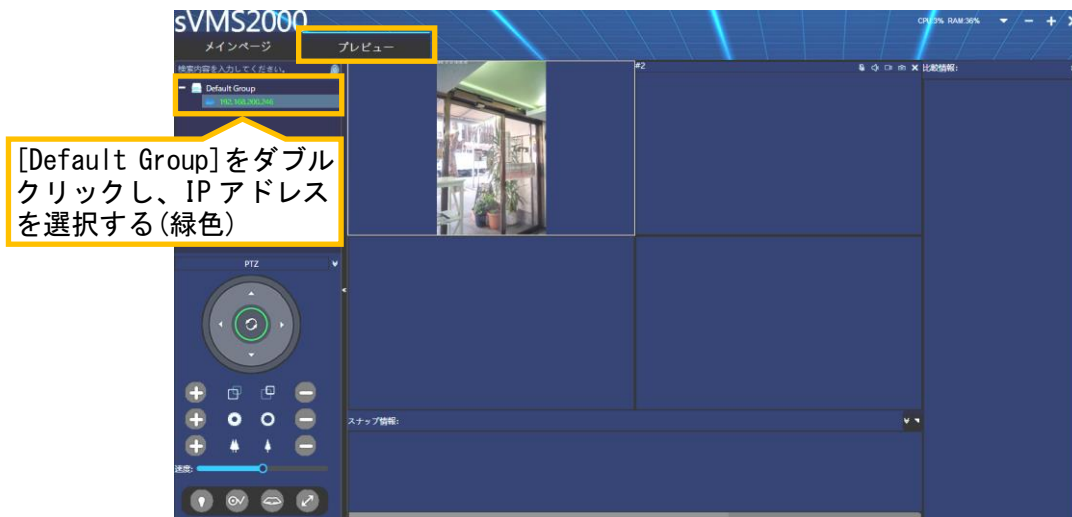 sVMS2000
CPU:3% RAM:36%
メインページ
プレビュー
検索内容を入力してください。
#2
比較情報:
Default Group
192.168.200.246
[Default Group]をダブル
クリックし、IPアドレス
を選択する(緑色)
PTZ
スナップ情報:
速度: